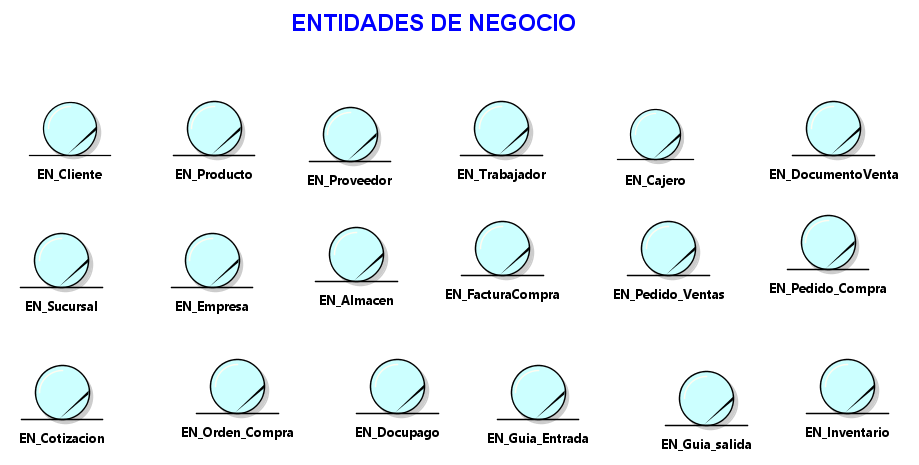 ENTIDADES DE NEGOCIO
EN_Cliente
EN_Producto
EN_Proveedor
EN_Trabajador
EN_Cajero
EN_DocumentoVenta
EN_Sucursal
EN_Empresa
EN_Almacen
EN_FacturaCompra
EN_Pedido_Ventas
EN_Pedido_Compra
EN_Cotizacion
EN_Orden_Compra
EN_Docupago
EN_Guia_Entrada
EN_Guia_salida
EN_Inventario